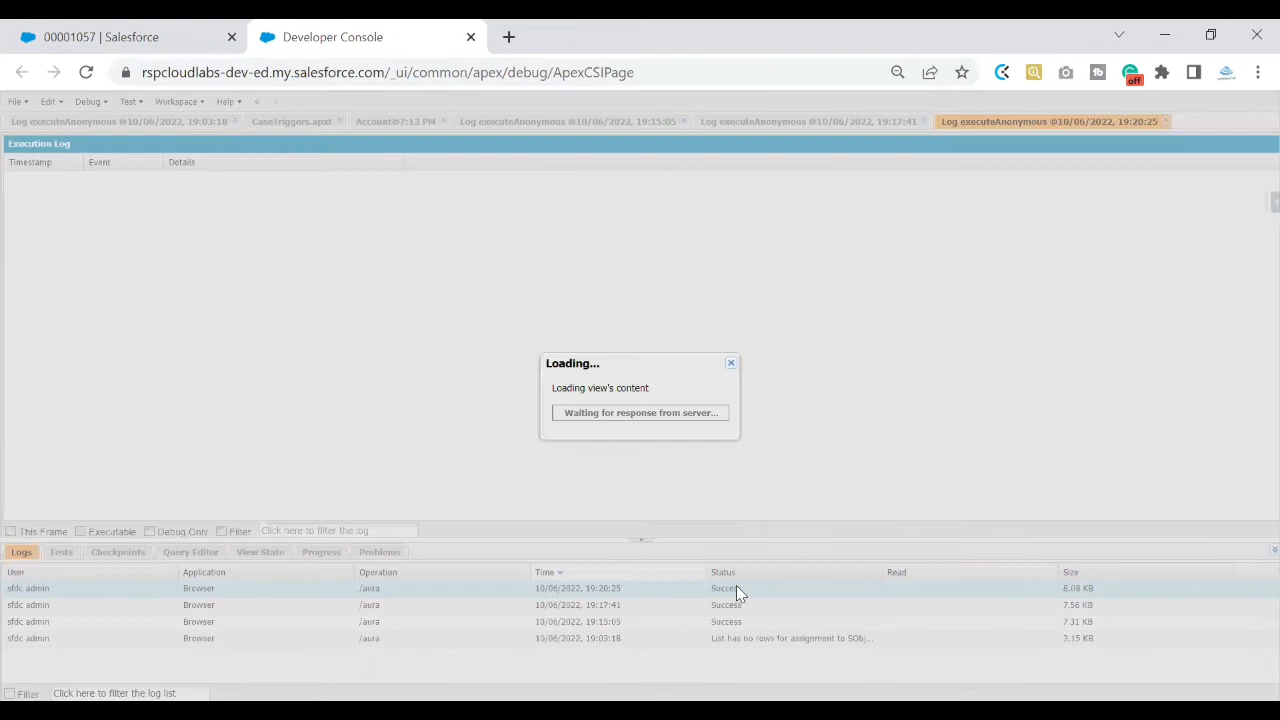 00001057 | Salesforce
Developer Console
rspcloudlabs-dev-ed.my.salesforce.com/_ui/common/apex/debug/ApexCSIPage
off
File Edit Debug Test Workspace Help < >
Log executeAnonymous @10/06/2022, 19:03:18 CaseTriggers.apxt Account@7:13 PM Log executeAnonymous @10/06/2022, 19:15:05 Log executeAnonymous @10/06/2022, 19:17:41 Log executeAnonymous @10/06/2022, 19:20:25
Execution Log
Timestamp Event Details
Loading...
Loading view's content
Waiting for response from server...
This Frame Executable Debug Only Filter Click here to filter the log
Logs Tests Checkpoints Query Editor View State Progress Problems
User Application Operation Time Status Read Size
sfdc admin Browser /aura 10/06/2022, 19:20:25 Success 8.08 KB
sfdc admin Browser /aura 10/06/2022, 19:17:41 Success 7.56 KB
sfdc admin Browser /aura 10/06/2022, 19:15:05 Success 7.31 KB
sfdc admin Browser /aura 10/06/2022, 19:03:18 List has no rows for assignment to SObj... 3.15 KB
Filter Click here to filter the log list